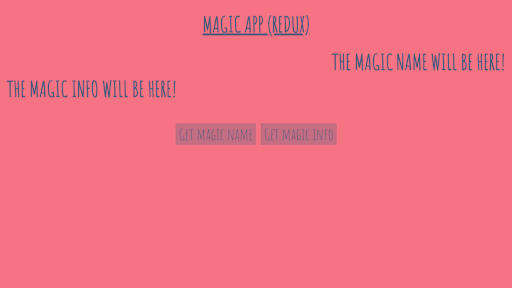 MAGIC APP (REDUX)
THE MAGIC NAME WILL BE HERE!
THE MAGIC INFO WILL BE HERE!
Get magic name
Get magic info